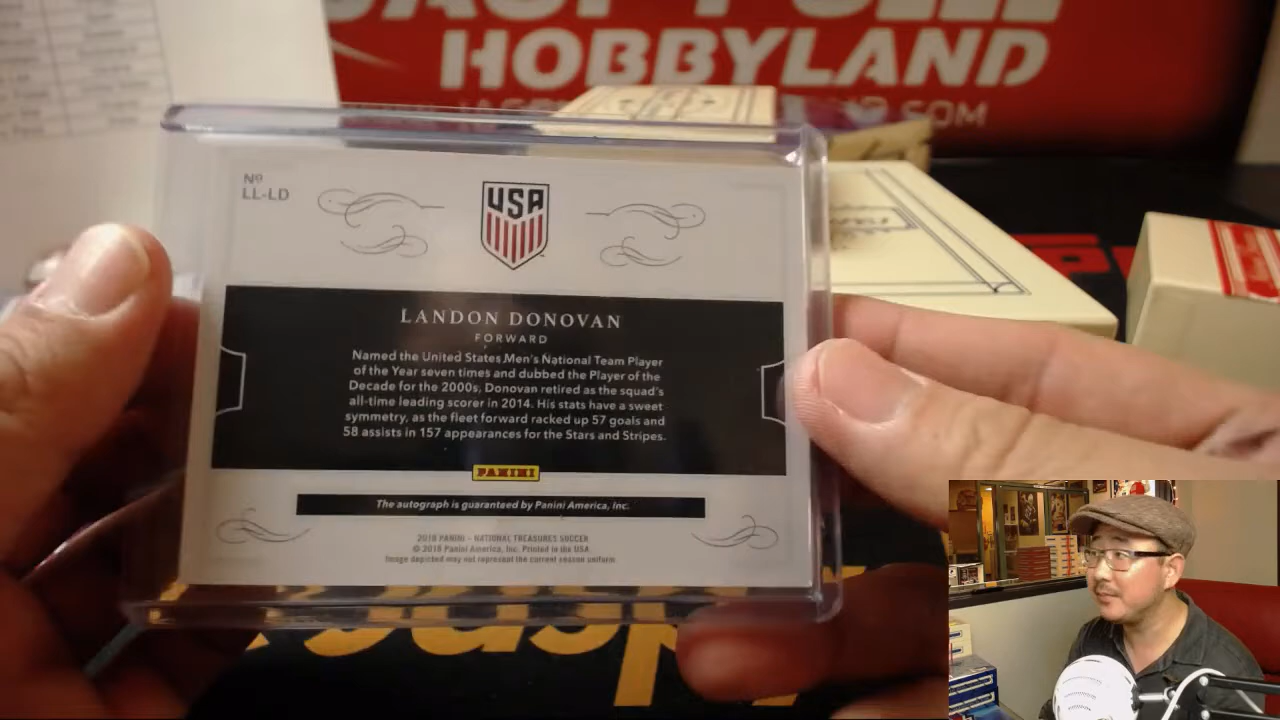 HOBBYLAND
Nº
LL-LD
USA
LANDON DONOVAN
FORWARD
Named the United States Men's National Team Player
of the Year seven times and dubbed the Player of the
Decade for the 2000s, Donovan retired as the squad's
all-time leading scorer in 2014. His stats have a sweet
symmetry, as the fleet forward racked up 57 goals and
58 assists in 157 appearances for the Stars and Stripes.
PANINI
The autograph is guaranteed by Panini America, Inc.
2018 PANINI - NATIONAL TREASURES SOCCER
© 2018 Panini America, Inc. Printed in the USA
Image depicted may not represent the current season uniform